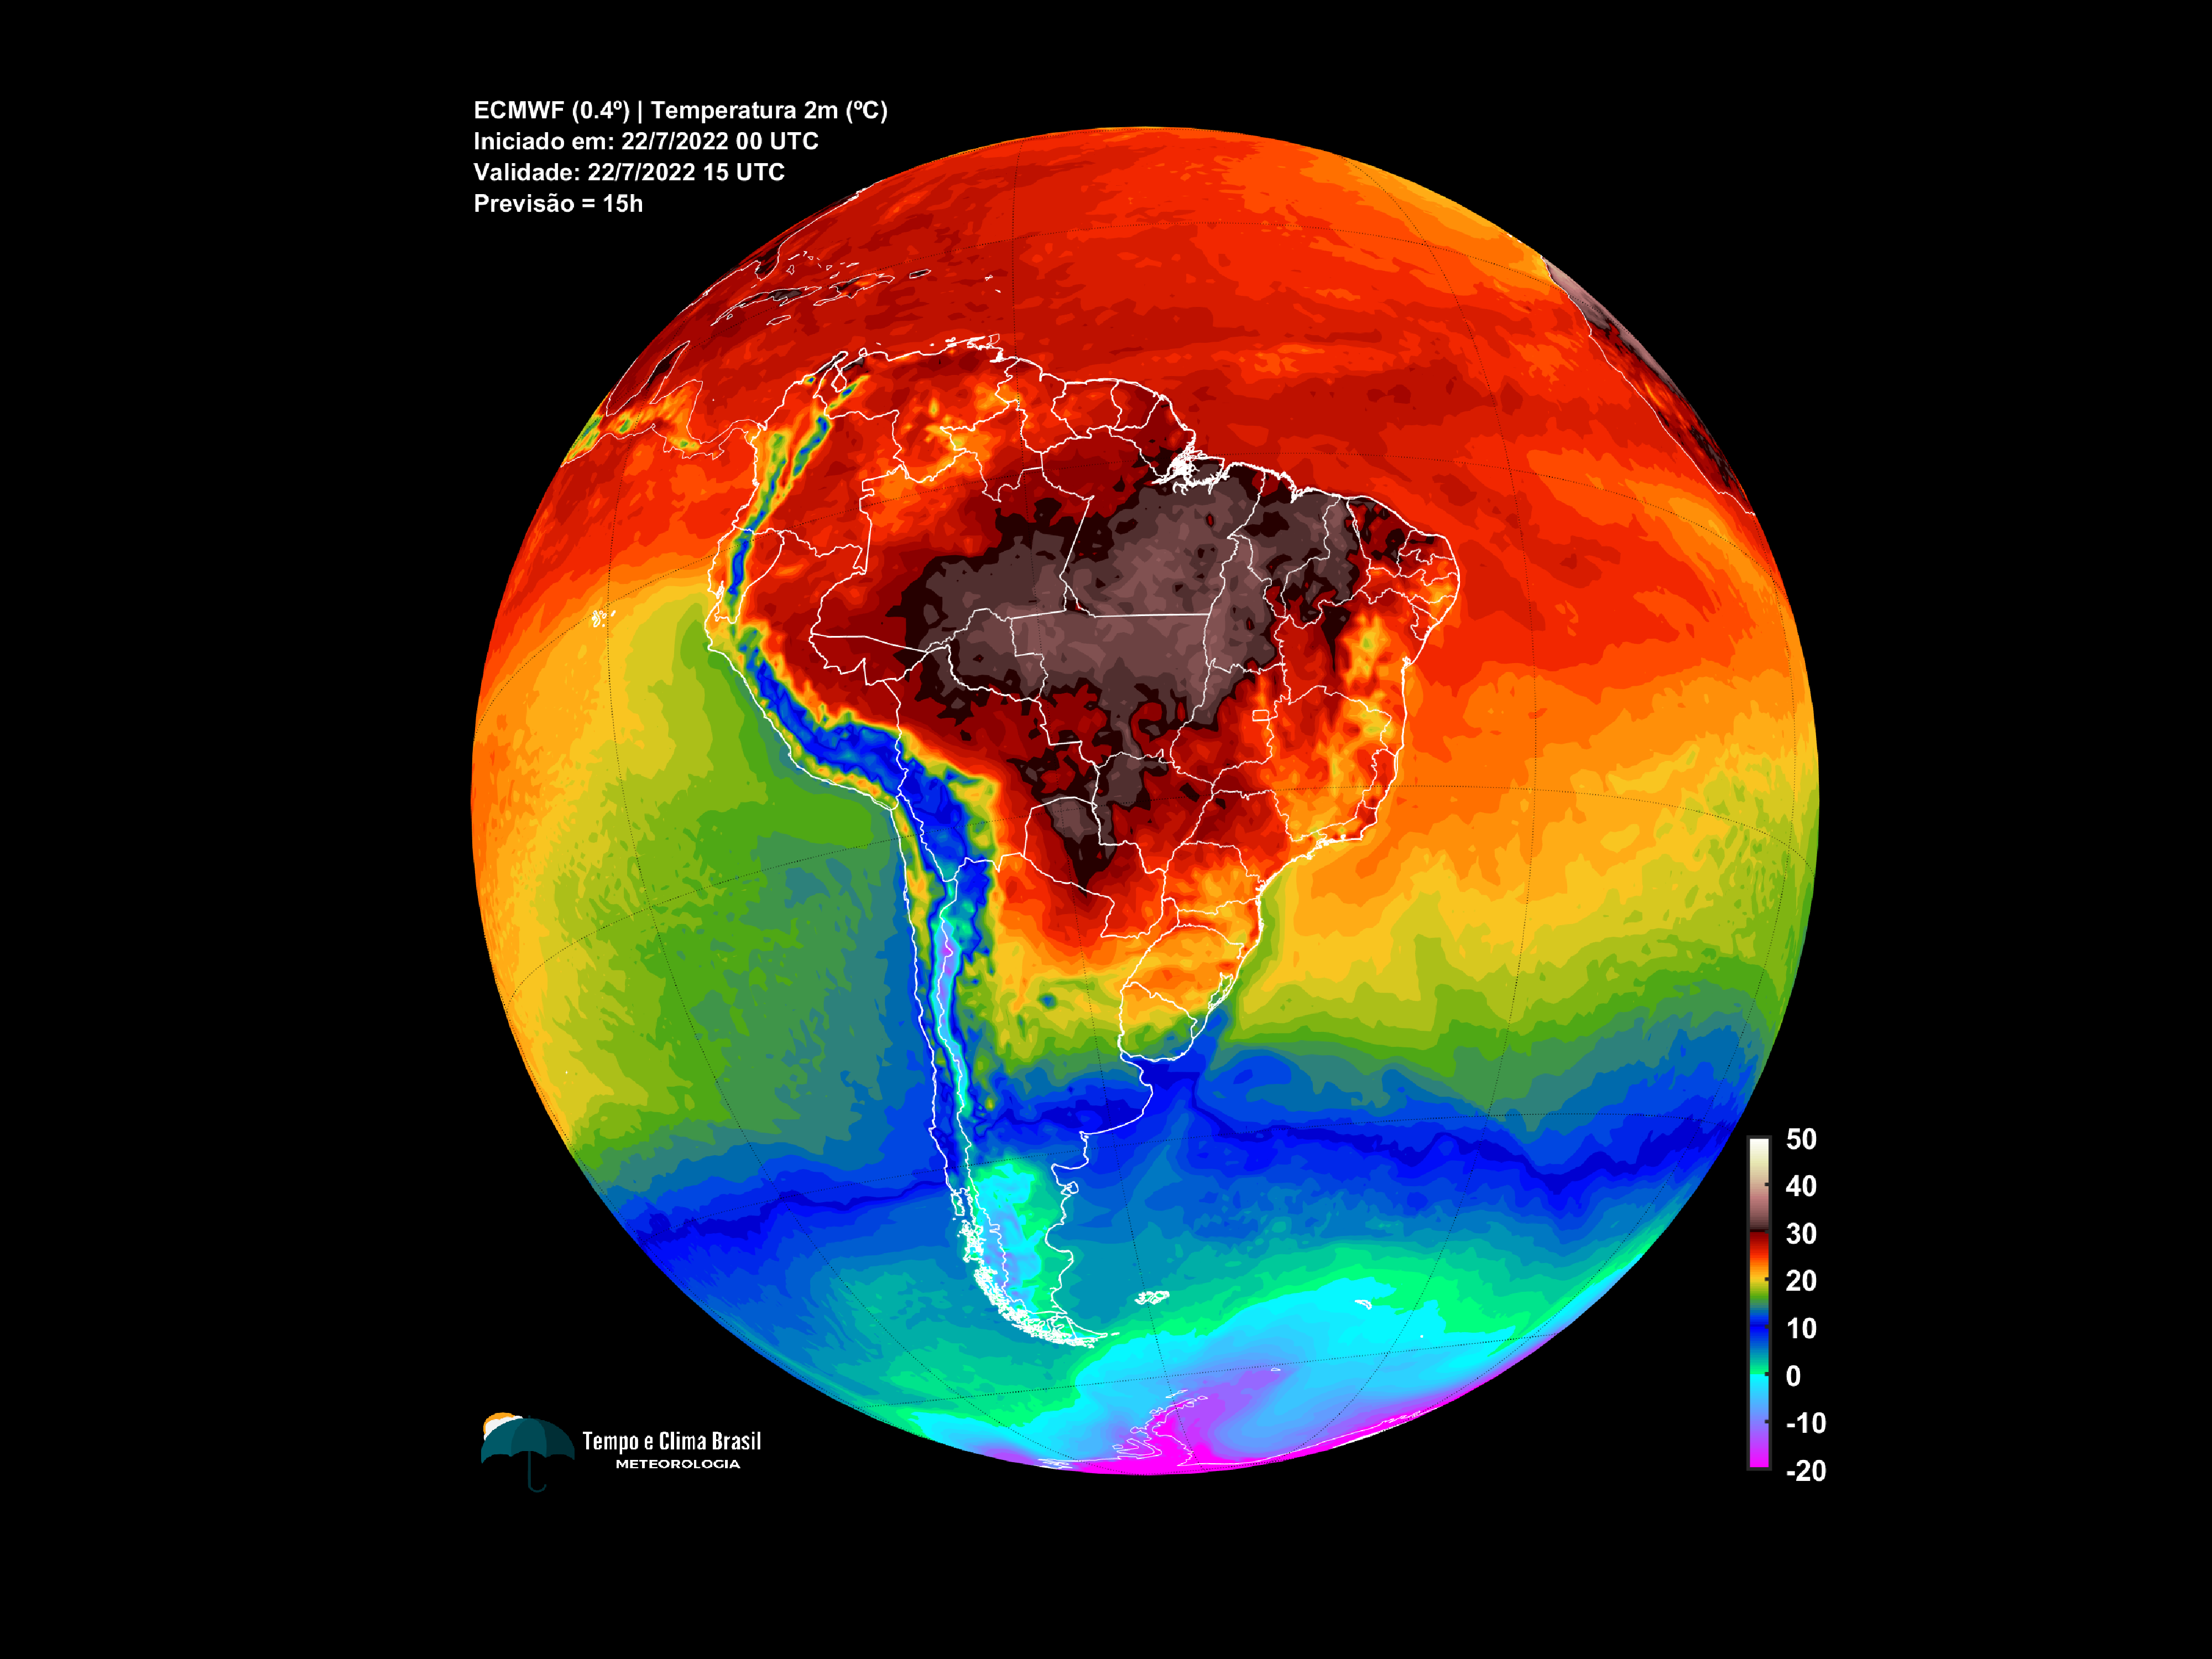 ECMWF (0.4º) | Temperatura 2m (ºC)
Iniciado em: 22/7/2022 00 UTC
Validade: 22/7/2022 15 UTC
Previsão = 15h
50
40
30
20
10
0
-10
-20
Tempo e Clima Brasil
METEOROLOGIA